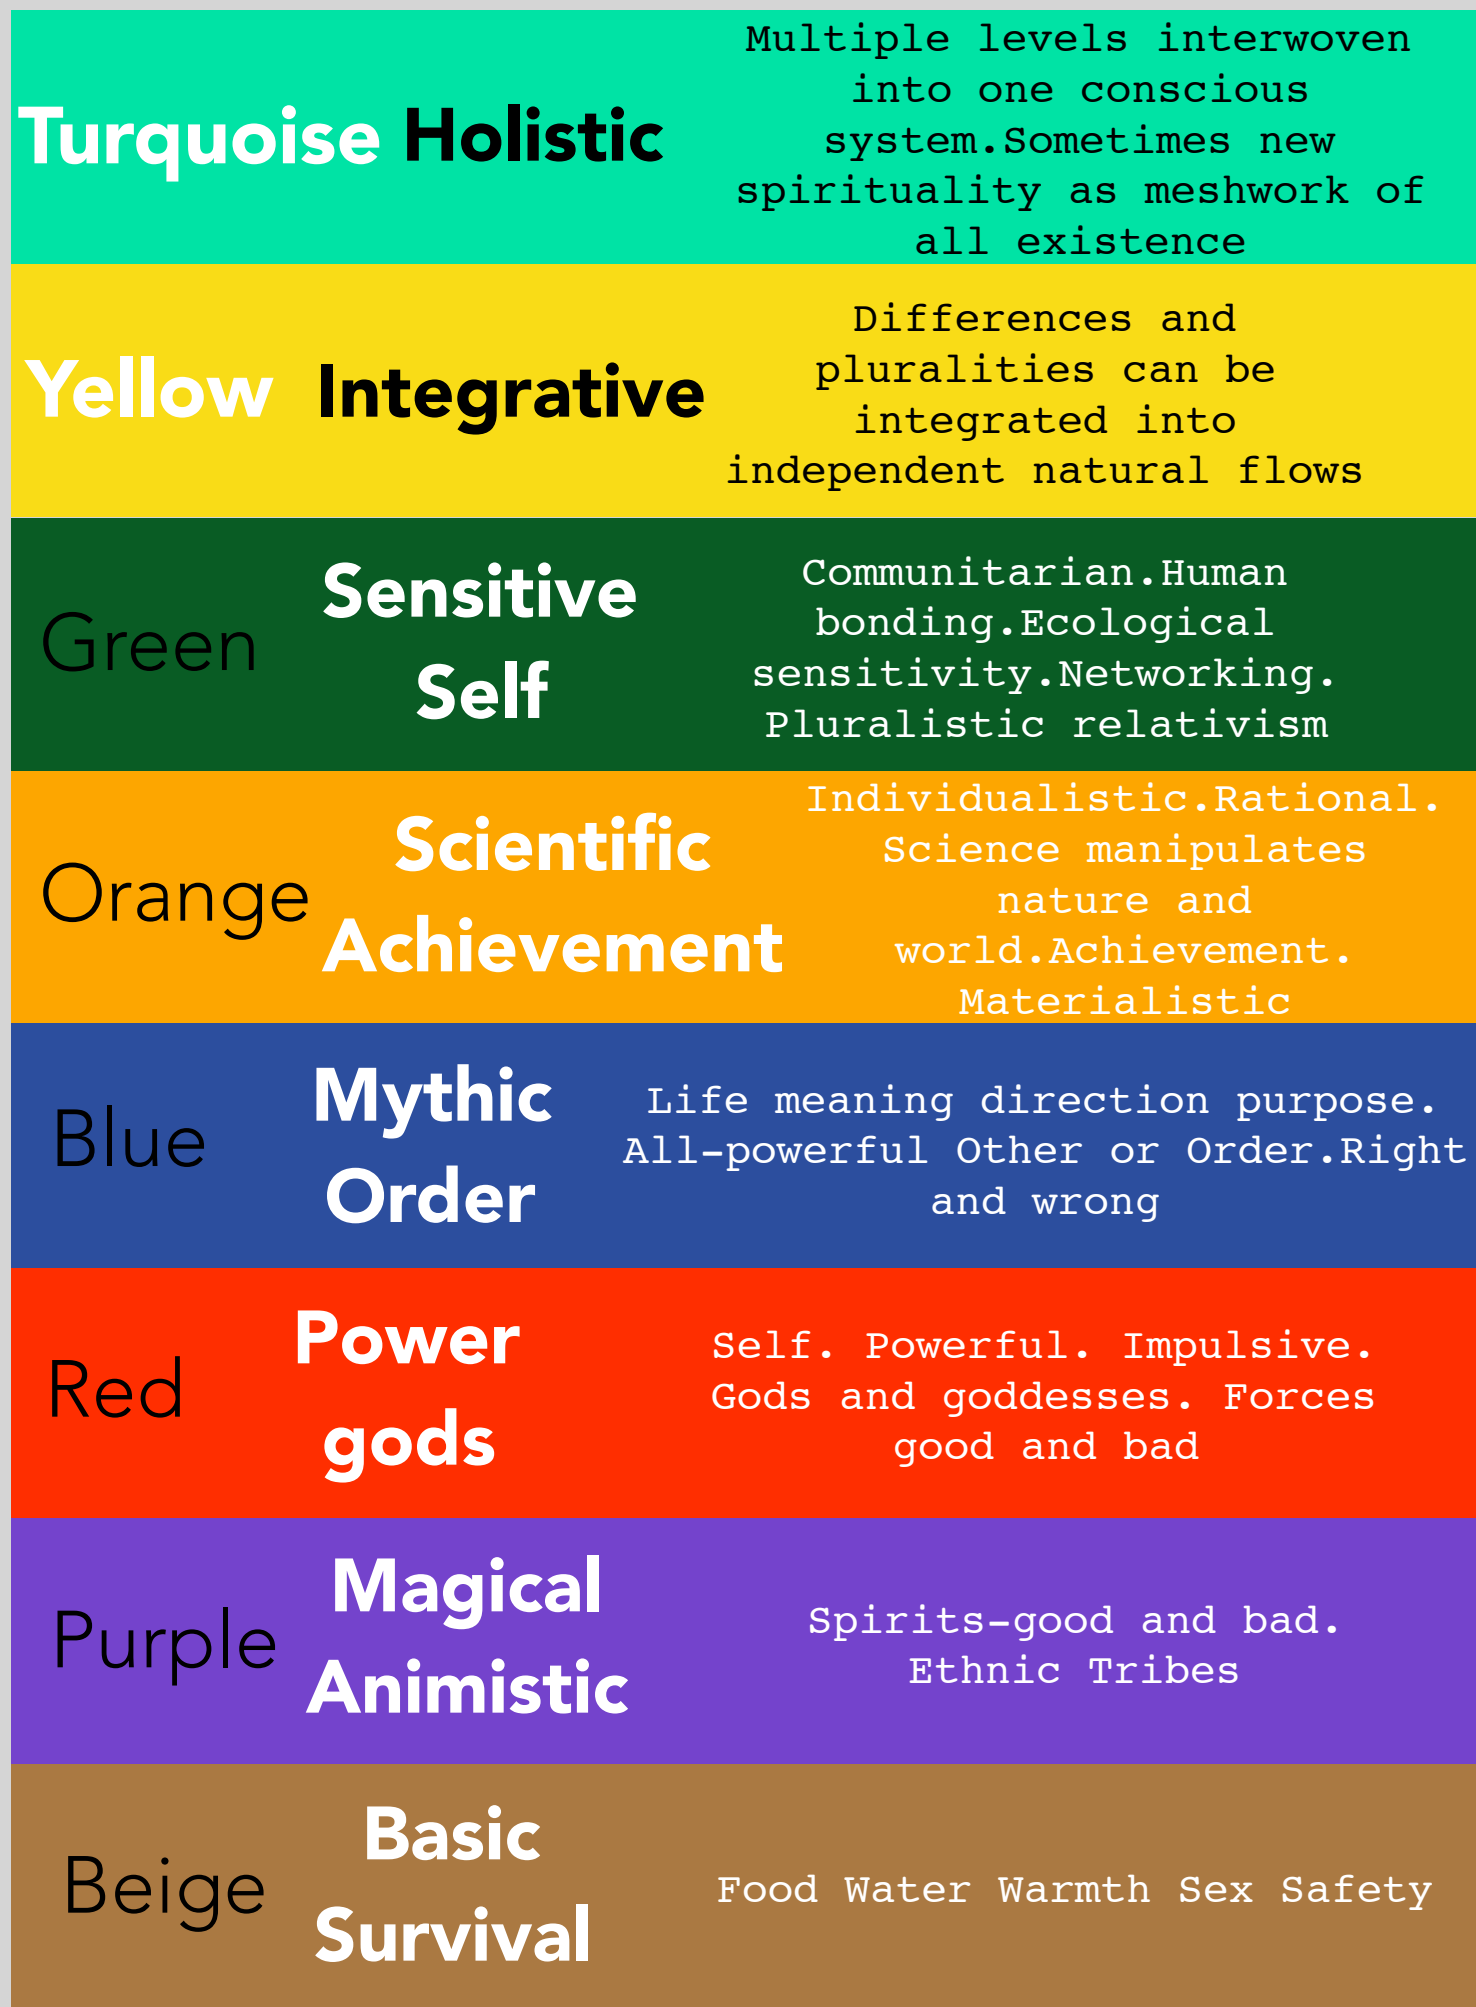 Turquoise Holistic
Multiple levels interwoven
into one conscious
system.Sometimes new
spirituality as meshwork of
all existence
Yellow Integrative
Differences and
pluralities can be
integrated into
independent natural flows
Green
Sensitive
Self
Communitarian.Human
bonding.Ecological
sensitivity.Networking.
Pluralistic relativism
Orange
Scientific
Achievement
Individualistic.Rational.
Science manipulates
nature and
world.Achievement.
Materialistic
Blue
Mythic
Order
Life meaning direction purpose.
All-powerful Other or Order.Right
and wrong
Red
Power
gods
Self. Powerful. Impulsive.
Gods and goddesses. Forces
good and bad
Purple
Magical
Animistic
Spirits-good and bad.
Ethnic Tribes
Beige
Basic
Survival
Food Water Warmth Sex Safety